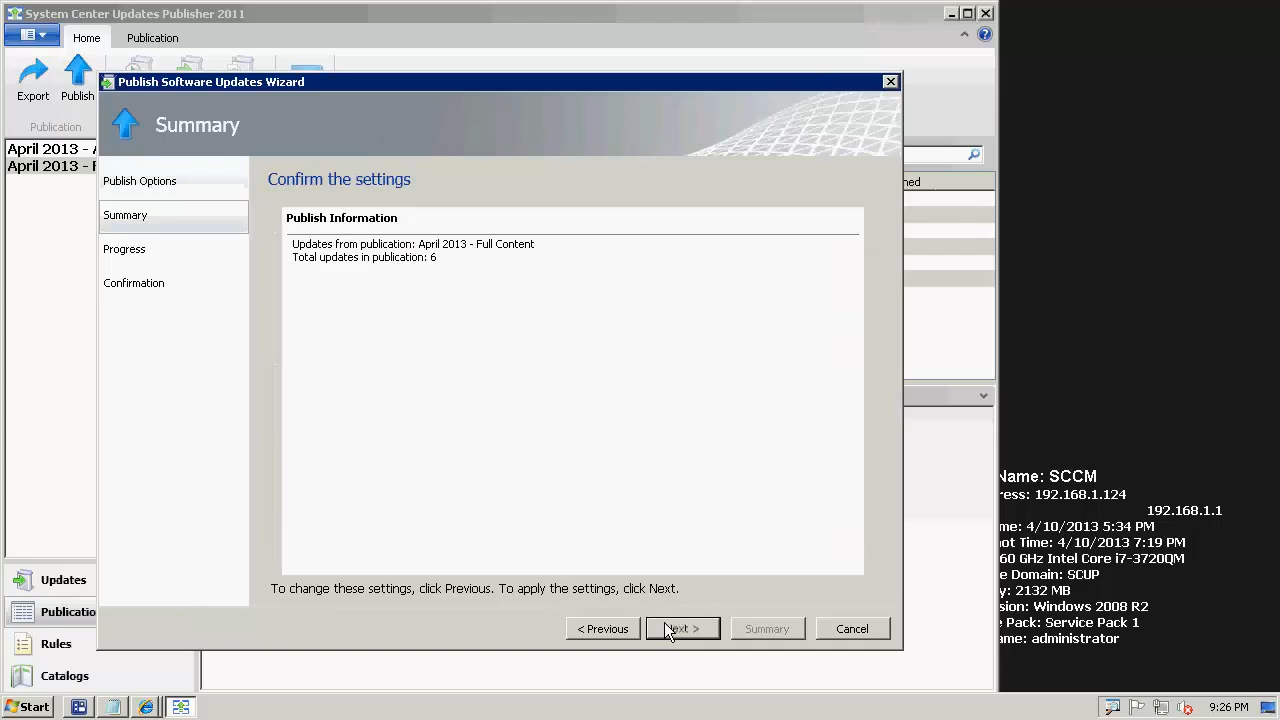 System Center Updates Publisher 2011
Home
Publication
Export
Publish
Publication
Publish Software Updates Wizard
Summary
April 2013 -
April 2013 -
Publish Options
Summary
Progress
Confirmation
Confirm the settings
Publish Information
Updates from publication: April 2013 - Full Content
Total updates in publication: 6
To change these settings, click Previous. To apply the settings, click Next.
< Previous
Next >
Summary
Cancel
ned
Updates
Publicatio
Rules
Catalogs
Name: SCCM
ress: 192.168.1.124
192.168.1.1
me: 4/10/2013 5:34 PM
ot Time: 4/10/2013 7:19 PM
60 GHz Intel Core i7-3720QM
e Domain: SCUP
y: 2132 MB
sion: Windows 2008 R2
e Pack: Service Pack 1
ame: administrator
Start
9:26 PM